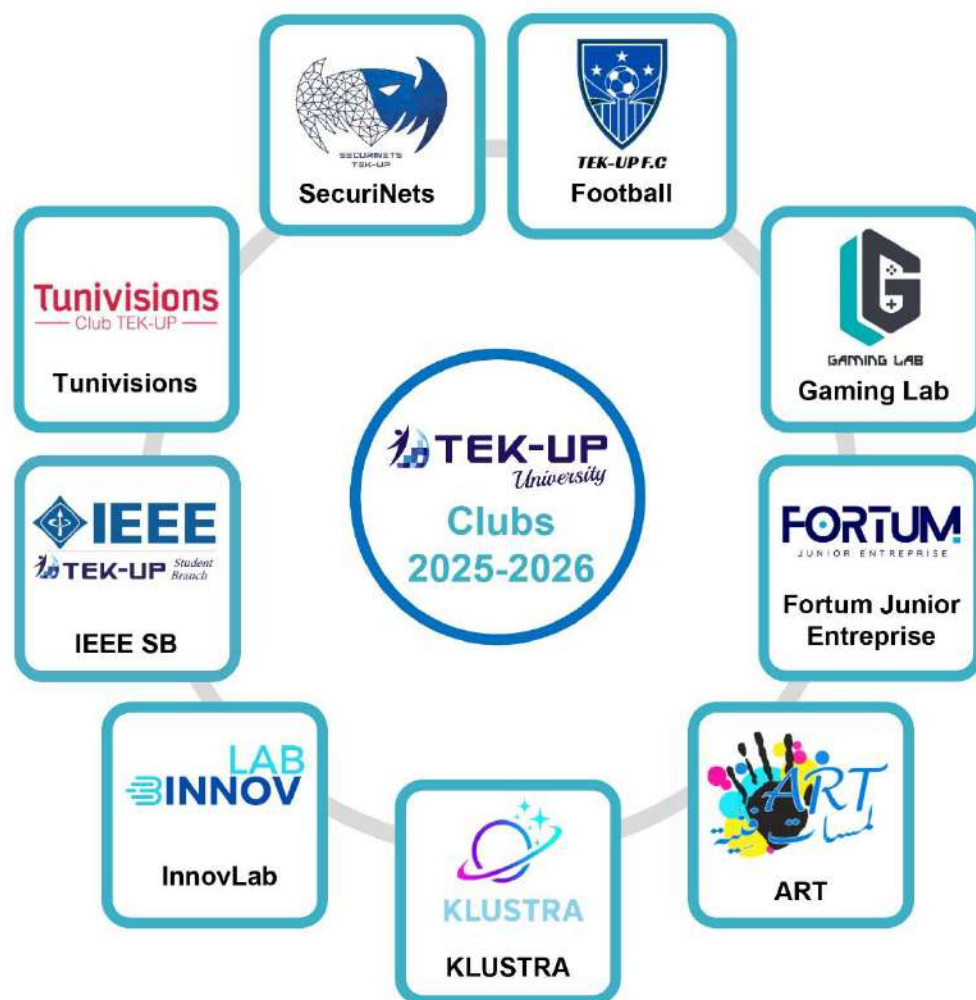 TEK-UP
University
Clubs
2025-2026
SECURINETS
TEK-UP
SecuriNets
TEK-UP F.C
Football
GAMING LAB
Gaming Lab
FORTUM
JUNIOR ENTREPRISE
Fortum Junior
Entreprise
ART
لمسات فنية
ART
KLUSTRA
KLUSTRA
LAB
INNOV
InnovLab
IEEE
TEK-UP Student
Branch
IEEE SB
Tunivisions
Club TEK-UP
Tunivisions